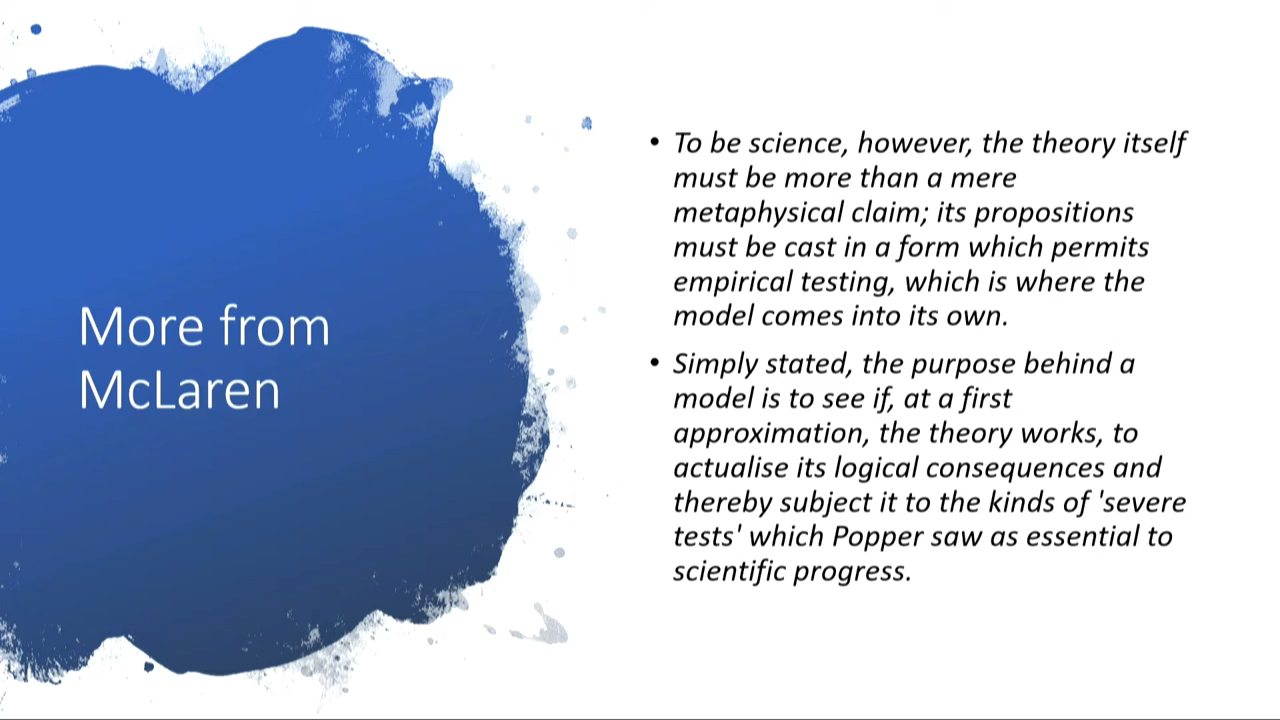 More from
McLaren
• To be science, however, the theory itself
must be more than a mere
metaphysical claim; its propositions
must be cast in a form which permits
empirical testing, which is where the
model comes into its own.
• Simply stated, the purpose behind a
model is to see if, at a first
approximation, the theory works, to
actualise its logical consequences and
thereby subject it to the kinds of 'severe
tests' which Popper saw as essential to
scientific progress.